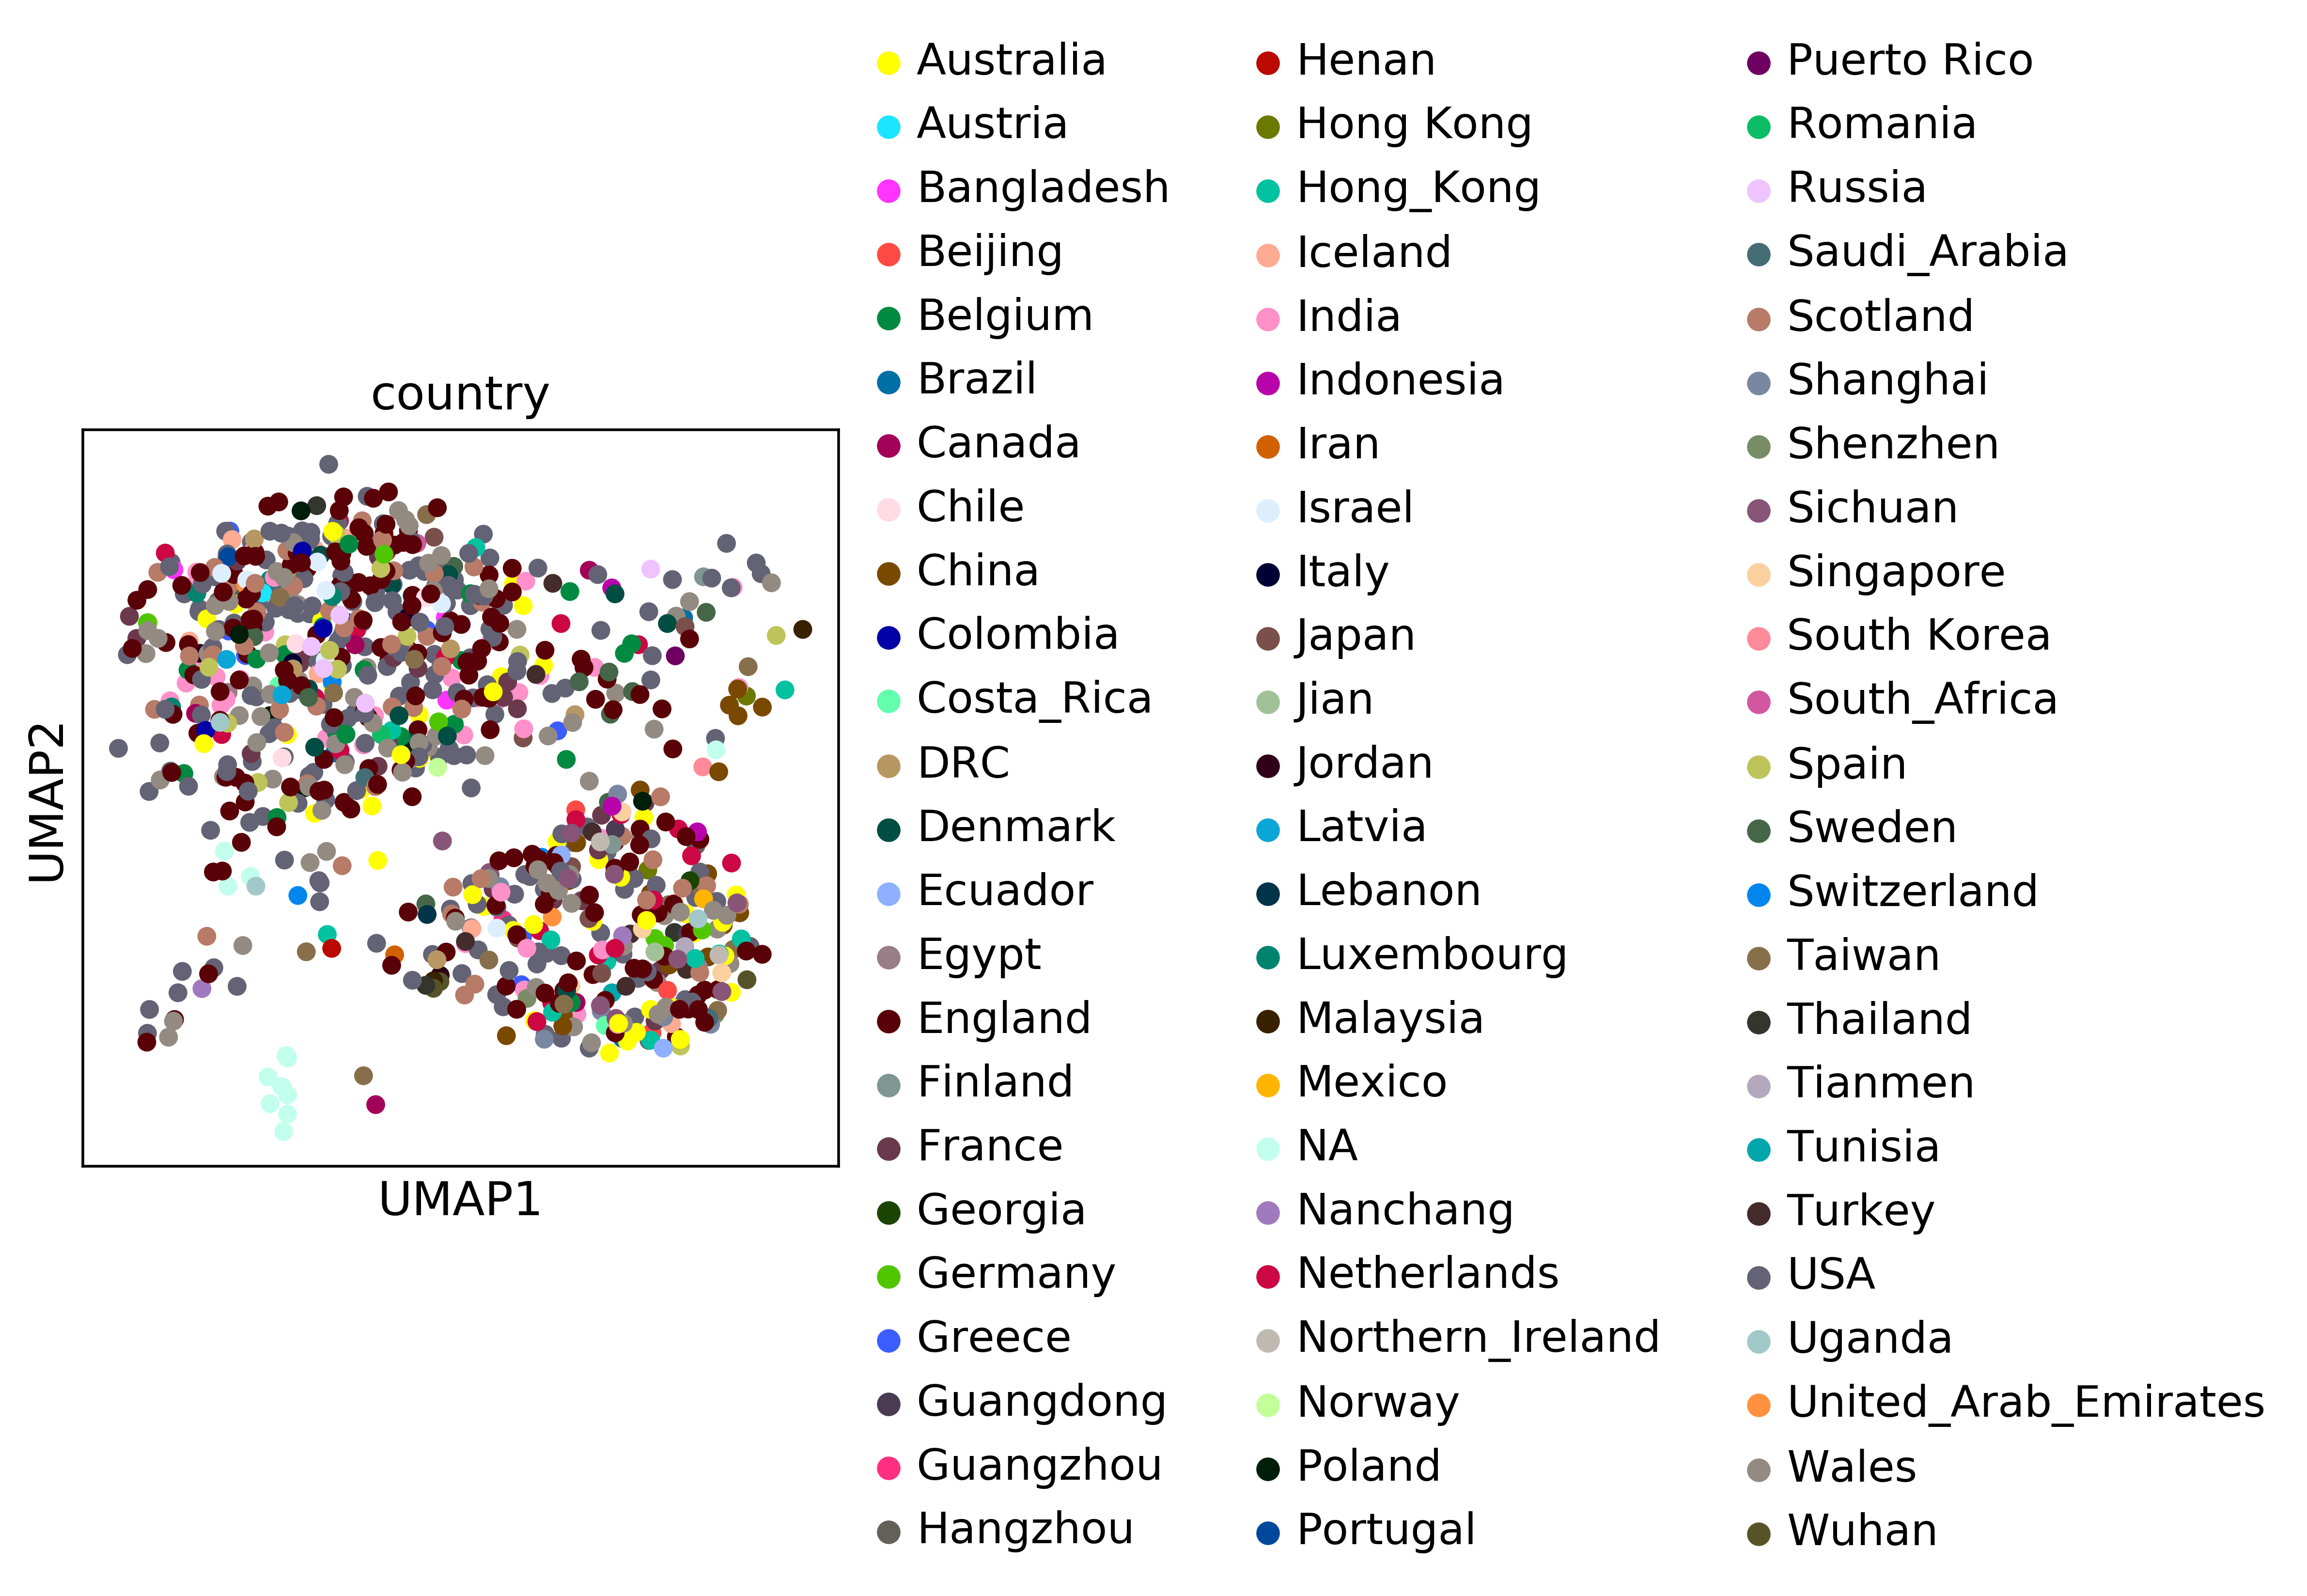 country
UMAP2
UMAP1
Australia
Austria
Bangladesh
Beijing
Belgium
Brazil
Canada
Chile
China
Colombia
Costa_Rica
DRC
Denmark
Ecuador
Egypt
England
Finland
France
Georgia
Germany
Greece
Guangdong
Guangzhou
Hangzhou
Henan
Hong Kong
Hong_Kong
Iceland
India
Indonesia
Iran
Israel
Italy
Japan
Jian
Jordan
Latvia
Lebanon
Luxembourg
Malaysia
Mexico
NA
Nanchang
Netherlands
Northern_Ireland
Norway
Poland
Portugal
Puerto Rico
Romania
Russia
Saudi_Arabia
Scotland
Shanghai
Shenzhen
Sichuan
Singapore
South Korea
South_Africa
Spain
Sweden
Switzerland
Taiwan
Thailand
Tianmen
Tunisia
Turkey
USA
Uganda
United_Arab_Emirates
Wales
Wuhan